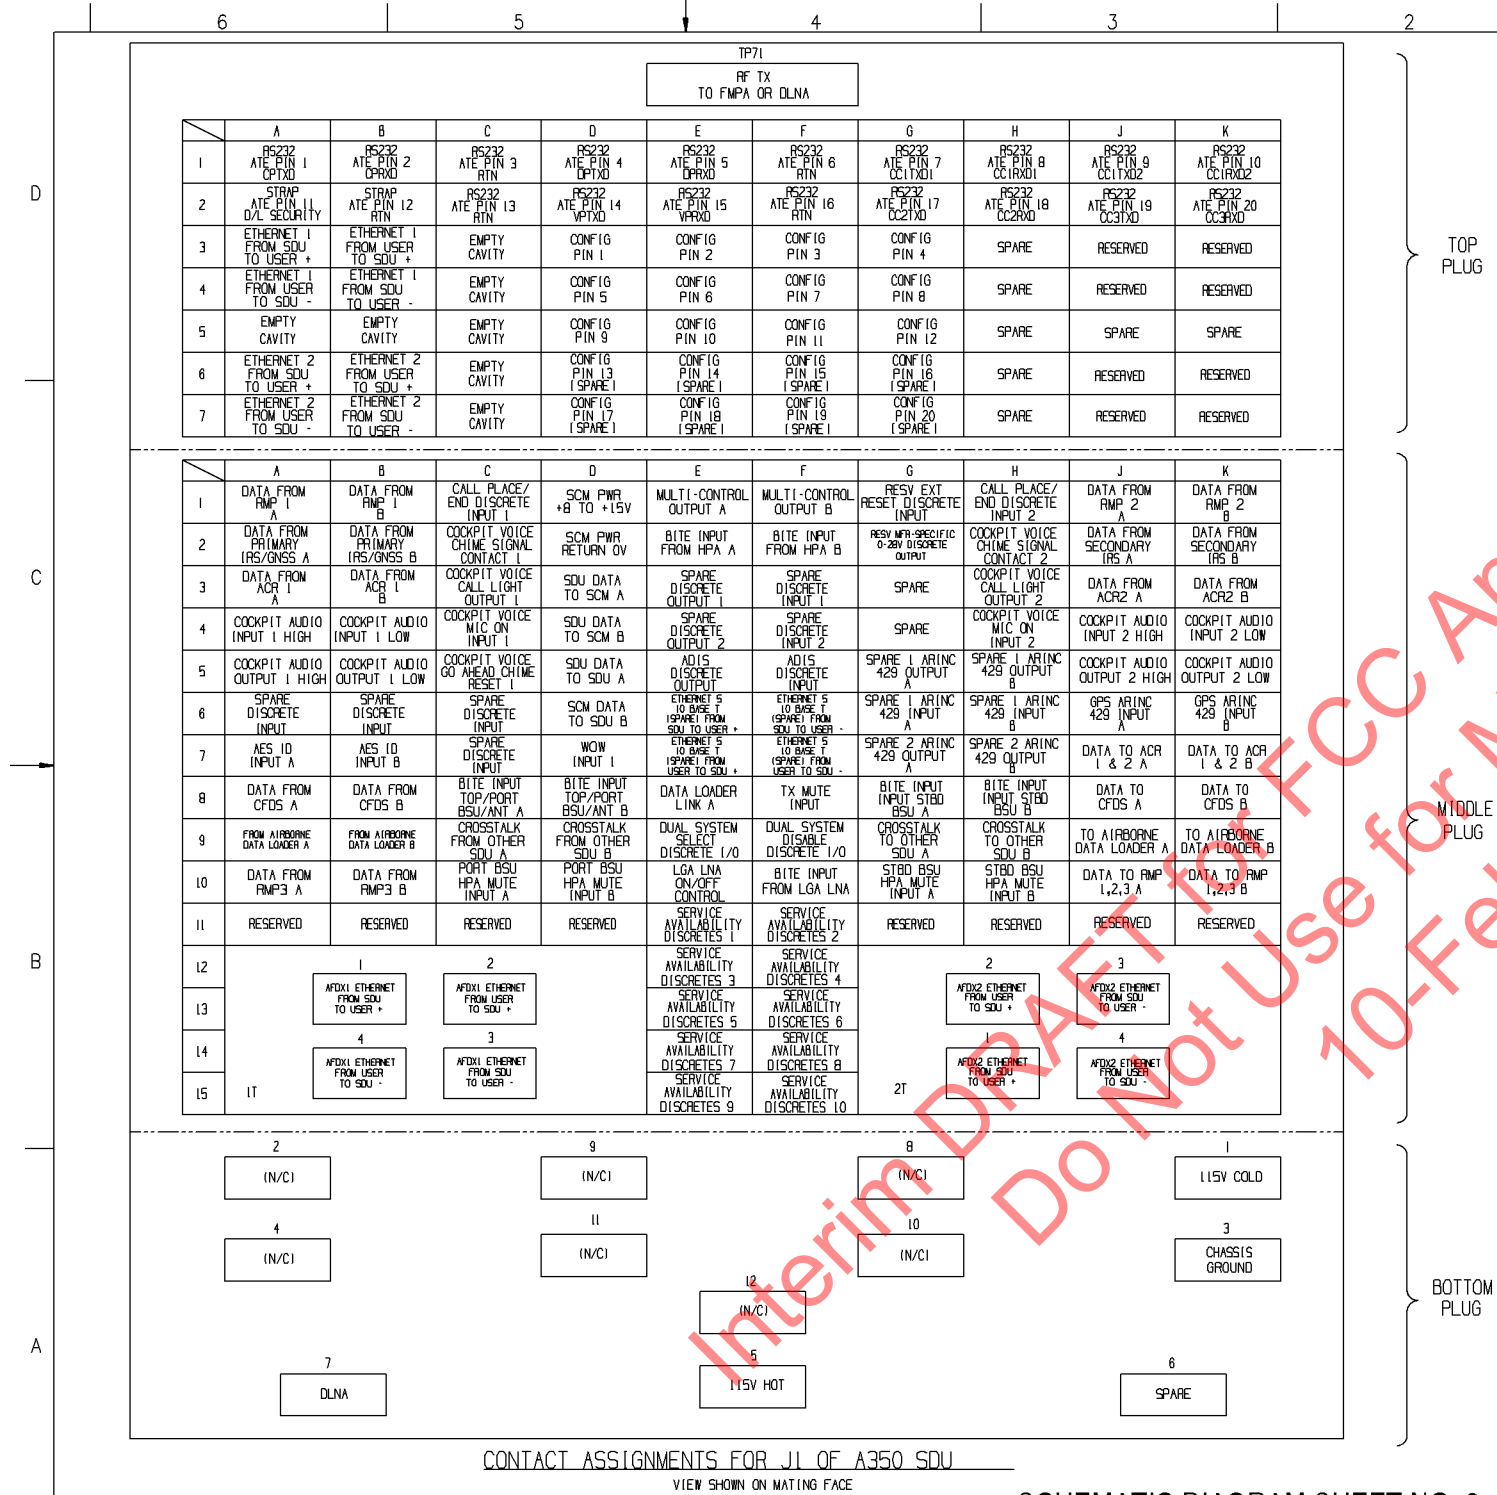 6 5 4 3 2
D
C
B
A
TP71
RF TX
TO FMPA OR DLNA
A B C D E F G H J K
1
RS232 ATE PIN 1 CPTXD
RS232 ATE PIN 2 CPRXD
RS232 ATE PIN 3 RTN
RS232 ATE PIN 4 DPTXD
RS232 ATE PIN 5 DPRXD
RS232 ATE PIN 6 RTN
RS232 ATE PIN 7 CC1TXD1
RS232 ATE PIN 8 CC1RXD1
RS232 ATE PIN 9 CC1TXD2
RS232 ATE PIN 10 CC1RXD2
2
STRAP ATE PIN 11 D/L SECURITY
STRAP ATE PIN 12 RTN
RS232 ATE PIN 13 RTN
RS232 ATE PIN 14 VPTXD
RS232 ATE PIN 15 VPRXD
RS232 ATE PIN 16 RTN
RS232 ATE PIN 17 CC2TXD
RS232 ATE PIN 18 CC2RXD
RS232 ATE PIN 19 CC3TXD
RS232 ATE PIN 20 CC3RXD
3
ETHERNET 1 FROM SDU TO USER +
ETHERNET 1 FROM USER TO SDU +
EMPTY CAVITY
CONFIG PIN 1
CONFIG PIN 2
CONFIG PIN 3
CONFIG PIN 4
SPARE
RESERVED
RESERVED
4
ETHERNET 1 FROM USER TO SDU -
ETHERNET 1 FROM SDU TO USER -
EMPTY CAVITY
CONFIG PIN 5
CONFIG PIN 6
CONFIG PIN 7
CONFIG PIN 8
SPARE
RESERVED
RESERVED
5
EMPTY CAVITY
EMPTY CAVITY
EMPTY CAVITY
CONFIG PIN 9
CONFIG PIN 10
CONFIG PIN 11
CONFIG PIN 12
SPARE
SPARE
SPARE
6
ETHERNET 2 FROM SDU TO USER +
ETHERNET 2 FROM USER TO SDU +
EMPTY CAVITY
CONFIG PIN 13 (SPARE)
CONFIG PIN 14 (SPARE)
CONFIG PIN 15 (SPARE)
CONFIG PIN 16 (SPARE)
SPARE
RESERVED
RESERVED
7
ETHERNET 2 FROM USER TO SDU -
ETHERNET 2 FROM SDU TO USER -
EMPTY CAVITY
CONFIG PIN 17 (SPARE)
CONFIG PIN 18 (SPARE)
CONFIG PIN 19 (SPARE)
CONFIG PIN 20 (SPARE)
SPARE
RESERVED
RESERVED
TOP PLUG
A B C D E F G H J K
1
DATA FROM RMP 1 A
DATA FROM RMP 1 B
CALL PLACE/ END DISCRETE INPUT 1
SCM PWR +8 TO +15V
MULTI-CONTROL OUTPUT A
MULTI-CONTROL OUTPUT B
RESV EXT RESET DISCRETE INPUT
CALL PLACE/ END DISCRETE INPUT 2
DATA FROM RMP 2 A
DATA FROM RMP 2 B
2
DATA FROM PRIMARY IRS/GNSS A
DATA FROM PRIMARY IRS/GNSS B
COCKPIT VOICE CHIME SIGNAL CONTACT 1
SCM PWR RETURN 0V
BITE INPUT FROM HPA A
BITE INPUT FROM HPA B
RESV MFR-SPECIFIC 0-28V DISCRETE OUTPUT
COCKPIT VOICE CHIME SIGNAL CONTACT 2
DATA FROM SECONDARY IRS A
DATA FROM SECONDARY IRS B
3
DATA FROM ACR 1 A
DATA FROM ACR 1 B
COCKPIT VOICE CALL LIGHT OUTPUT 1
SDU DATA TO SCM A
SPARE DISCRETE OUTPUT 1
SPARE DISCRETE INPUT 1
SPARE
COCKPIT VOICE CALL LIGHT OUTPUT 2
DATA FROM ACR2 A
DATA FROM ACR2 B
4
COCKPIT AUDIO INPUT 1 HIGH
COCKPIT AUDIO INPUT 1 LOW
COCKPIT VOICE MIC ON INPUT 1
SDU DATA TO SCM B
SPARE DISCRETE OUTPUT 2
SPARE DISCRETE INPUT 2
SPARE
COCKPIT VOICE MIC ON INPUT 2
COCKPIT AUDIO INPUT 2 HIGH
COCKPIT AUDIO INPUT 2 LOW
5
COCKPIT AUDIO OUTPUT 1 HIGH
COCKPIT AUDIO OUTPUT 1 LOW
COCKPIT VOICE GO AHEAD CHIME RESET 1
SDU DATA TO SDU A
ADIS DISCRETE OUTPUT
ADIS DISCRETE INPUT
SPARE 1 ARINC 429 OUTPUT A
SPARE 1 ARINC 429 OUTPUT B
COCKPIT AUDIO OUTPUT 2 HIGH
COCKPIT AUDIO OUTPUT 2 LOW
6
SPARE DISCRETE INPUT
SPARE DISCRETE INPUT
SPARE DISCRETE INPUT
SCM DATA TO SDU B
ETHERNET 5 10 BASE T (SPARE) FROM SDU TO USER +
ETHERNET 5 10 BASE T (SPARE) FROM SDU TO USER -
SPARE 1 ARINC 429 INPUT A
SPARE 1 ARINC 429 INPUT B
GPS ARINC 429 INPUT A
GPS ARINC 429 INPUT B
7
AES ID INPUT A
AES ID INPUT B
SPARE DISCRETE INPUT
WOW INPUT 1
ETHERNET 5 10 BASE T (SPARE) FROM USER TO SDU +
ETHERNET 5 10 BASE T (SPARE) FROM USER TO SDU -
SPARE 2 ARINC 429 OUTPUT A
SPARE 2 ARINC 429 OUTPUT B
DATA TO ACR 1 & 2 A
DATA TO ACR 1 & 2 B
8
DATA FROM CFDS A
DATA FROM CFDS B
BITE INPUT TOP/PORT BSU/ANT A
BITE INPUT TOP/PORT BSU/ANT B
DATA LOADER LINK A
TX MUTE INPUT
BITE INPUT INPUT STBD BSU A
BITE INPUT INPUT STBD BSU B
DATA TO CFDS A
DATA TO CFDS B
9
FROM AIRBORNE DATA LOADER A
FROM AIRBORNE DATA LOADER B
CROSSTALK FROM OTHER SDU A
CROSSTALK FROM OTHER SDU B
DUAL SYSTEM SELECT DISCRETE I/O
DUAL SYSTEM DISABLE DISCRETE I/O
CROSSTALK TO OTHER SDU A
CROSSTALK TO OTHER SDU B
TO AIRBORNE DATA LOADER A
TO AIRBORNE DATA LOADER B
10
DATA FROM RMP3 A
DATA FROM RMP3 B
PORT BSU HPA MUTE INPUT A
PORT BSU HPA MUTE INPUT B
LGA LNA ON/OFF CONTROL
BITE INPUT FROM LGA LNA
STBD BSU HPA MUTE INPUT A
STBD BSU HPA MUTE INPUT B
DATA TO RMP 1,2,3 A
DATA TO RMP 1,2,3 B
11
RESERVED
RESERVED
RESERVED
RESERVED
SERVICE AVAILABILITY DISCRETES 1
SERVICE AVAILABILITY DISCRETES 2
RESERVED
RESERVED
RESERVED
RESERVED
12
SERVICE AVAILABILITY DISCRETES 3
SERVICE AVAILABILITY DISCRETES 4
13
SERVICE AVAILABILITY DISCRETES 5
SERVICE AVAILABILITY DISCRETES 6
14
SERVICE AVAILABILITY DISCRETES 7
SERVICE AVAILABILITY DISCRETES 8
15
SERVICE AVAILABILITY DISCRETES 9
SERVICE AVAILABILITY DISCRETES 10
1T
1 AFDX1 ETHERNET FROM SDU TO USER +
2 AFDX1 ETHERNET FROM USER TO SDU +
4 AFDX1 ETHERNET FROM USER TO SDU -
3 AFDX1 ETHERNET FROM SDU TO USER -
2T
2 AFDX2 ETHERNET FROM USER TO SDU +
3 AFDX2 ETHERNET FROM SDU TO USER -
1 AFDX2 ETHERNET FROM SDU TO USER +
4 AFDX2 ETHERNET FROM USER TO SDU -
MIDDLE PLUG
2 (N/C)
9 (N/C)
8 (N/C)
1 115V COLD
4 (N/C)
11 (N/C)
10 (N/C)
3 CHASSIS GROUND
12 (N/C)
7 DLNA
5 115V HOT
6 SPARE
BOTTOM PLUG
CONTACT ASSIGNMENTS FOR J1 OF A350 SDU
VIEW SHOWN ON MATING FACE
Interim DRAFT for FCC
Do Not Use for
10-Fe